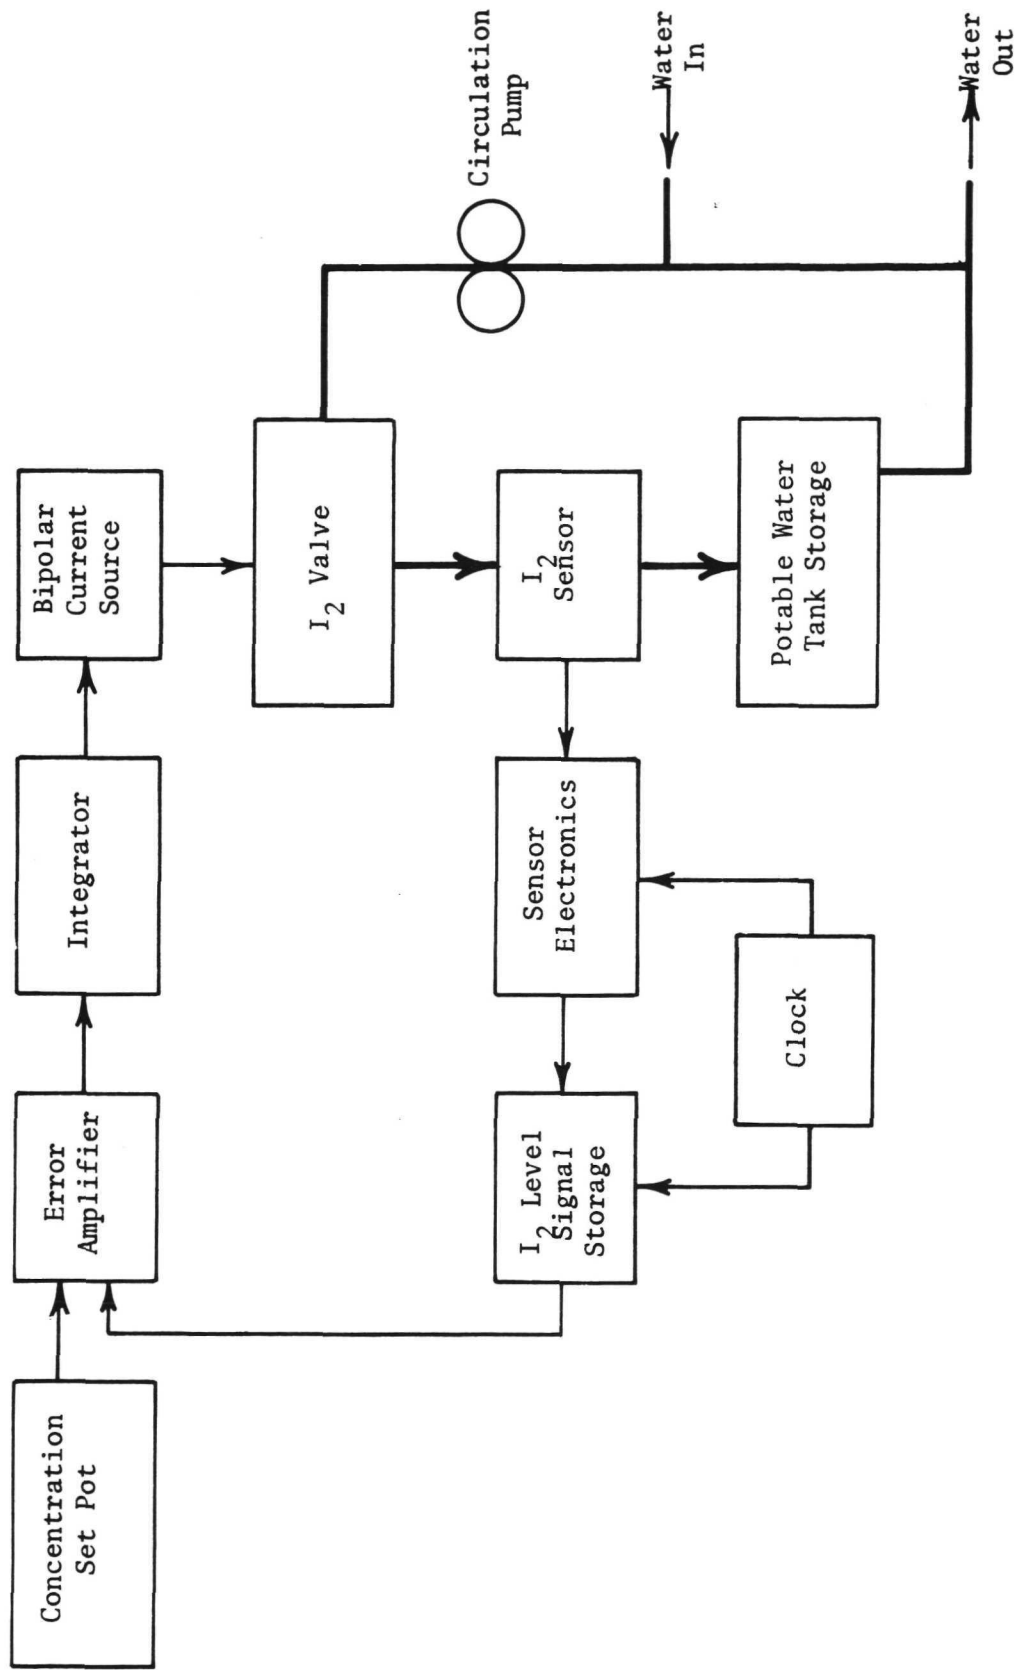 Concentration
Set Pot
Error
Amplifier
Integrator
Bipolar
Current
Source
I2 Valve
Circulation
Pump
Water
In
Water
Out
I2 Level
Signal
Storage
Sensor
Electronics
I2
Sensor
Clock
Potable Water
Tank Storage